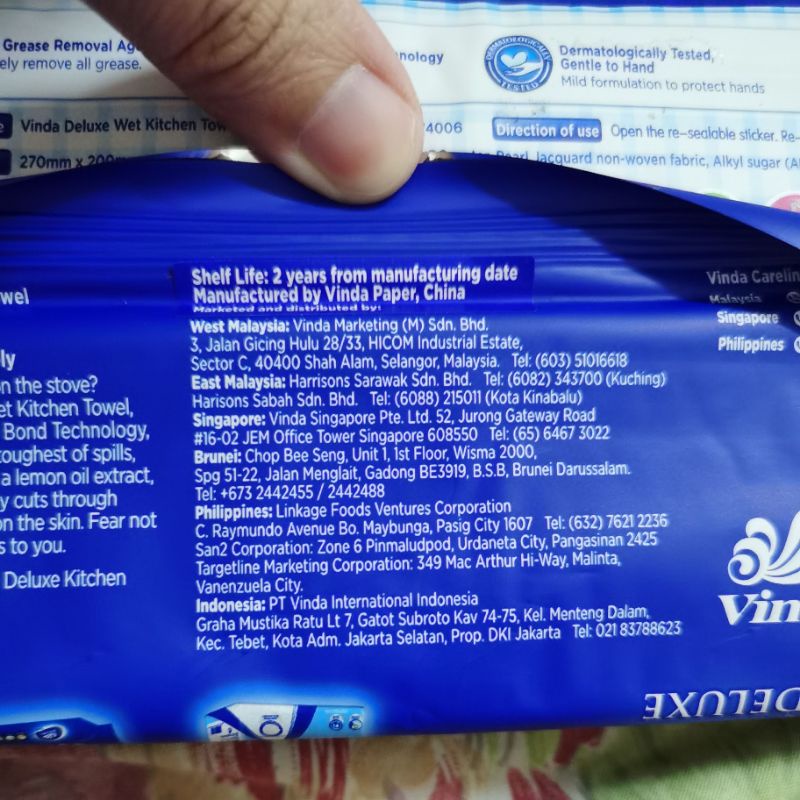 Grease Removal
ely remove all grease.
nology
DERMATOLOGICALLY TESTED
Dermatologically Tested,
Gentle to Hand
Mild formulation to protect hands
Vinda Deluxe Wet Kitchen
4006
Direction of use Open the re-sealable sticker.
270mm x
Pearl Jacquard non-woven fabric, Alkyl sugar
wel
ly
n the stove?
et Kitchen Towel,
Bond Technology,
toughest of spills,
a lemon oil extract,
y cuts through
on the skin. Fear not
s to you.
Deluxe Kitchen
Shelf Life: 2 years from manufacturing date
Manufactured by Vinda Paper, China
Marketed and distributed by:
West Malaysia: Vinda Marketing (M) Sdn. Bhd.
3, Jalan Gicing Hulu 28/33, HICOM Industrial Estate,
Sector C, 40400 Shah Alam, Selangor, Malaysia. Tel: (603) 51016618
East Malaysia: Harrisons Sarawak Sdn. Bhd. Tel: (6082) 343700 (Kuching)
Harisons Sabah Sdn. Bhd. Tel: (6088) 215011 (Kota Kinabalu)
Singapore: Vinda Singapore Pte. Ltd. 52, Jurong Gateway Road
#16-02 JEM Office Tower Singapore 608550 Tel: (65) 6467 3022
Brunei: Chop Bee Seng, Unit 1, 1st Floor, Wisma 2000,
Spg 51-22, Jalan Menglait, Gadong BE3919, B.S.B, Brunei Darussalam.
Tel: +673 2442455 / 2442488
Philippines: Linkage Foods Ventures Corporation
C. Raymundo Avenue Bo. Maybunga, Pasig City 1607 Tel: (632) 7621 2236
San2 Corporation: Zone 6 Pinmaludpod, Urdaneta City, Pangasinan 2425
Targetline Marketing Corporation: 349 Mac Arthur Hi-Way, Malinta,
Vanenzuela City.
Indonesia: PT Vinda International Indonesia
Graha Mustika Ratu Lt 7, Gatot Subroto Kav 74-75, Kel. Menteng Dalam,
Kec. Tebet, Kota Adm. Jakarta Selatan, Prop. DKI Jakarta Tel: 021 83788623
Vinda Carelin
Malaysia
Singapore
Philippines
Vin
DELUXE